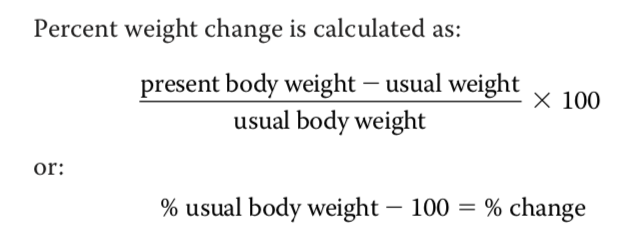 Percent weight change is calculated as:
present body weight − usual weight
usual body weight
× 100
or:
% usual body weight − 100 = % change